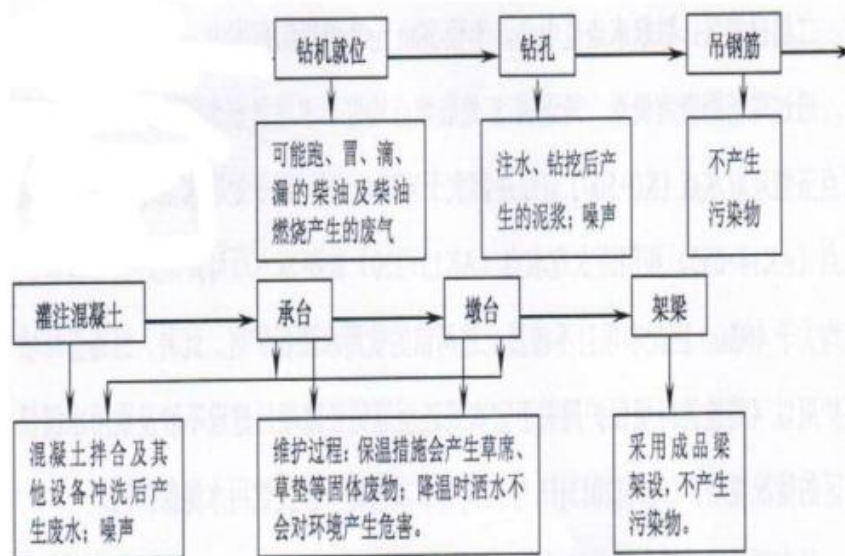 钻机就位
钻孔
吊钢筋
可能跑、冒、滴、
漏的柴油及柴油
燃烧产生的废气
注水、钻挖后产
生的泥浆；噪声
不产生
污染物
灌注混凝土
承台
墩台
架梁
混凝土拌合及其
他设备冲洗后产
生废水；噪声
维护过程：保温措施会产生草席、
草垫等固体废物；降温时洒水不
会对环境产生危害。
采用成品梁
架设，不产生
污染物。